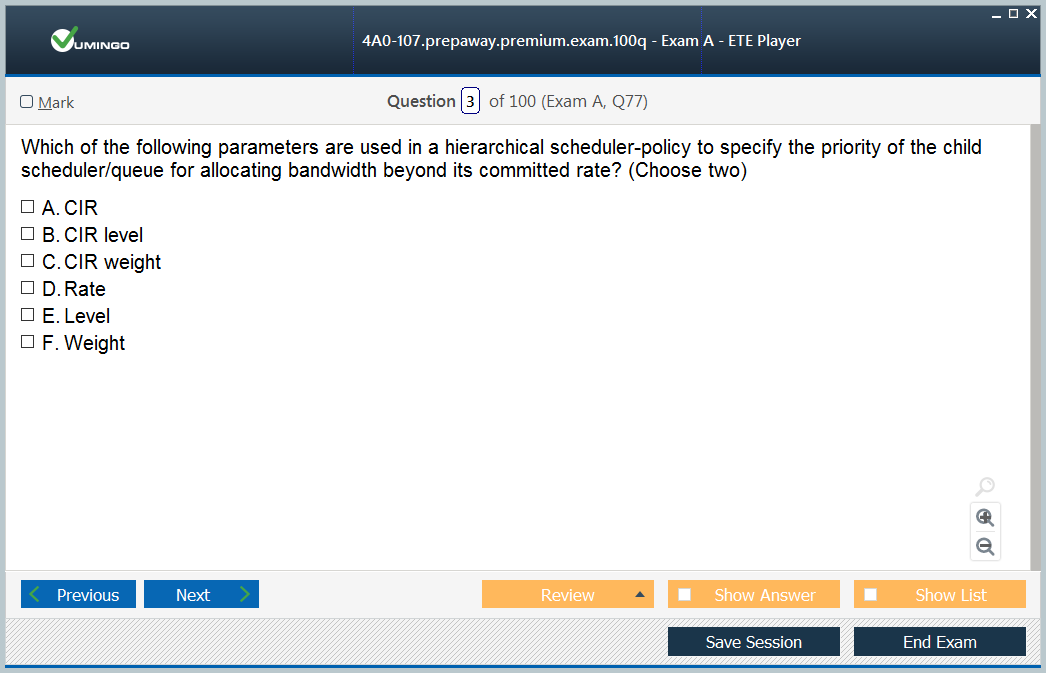 VUMINGO
4A0-107.prepaway.premium.exam.100q - Exam A - ETE Player
Mark
Question 3 of 100 (Exam A, Q77)
Which of the following parameters are used in a hierarchical scheduler-policy to specify the priority of the child
scheduler/queue for allocating bandwidth beyond its committed rate? (Choose two)
A. CIR
B. CIR level
C. CIR weight
D. Rate
E. Level
F. Weight
Previous
Next
Review
Show Answer
Show List
Save Session
End Exam